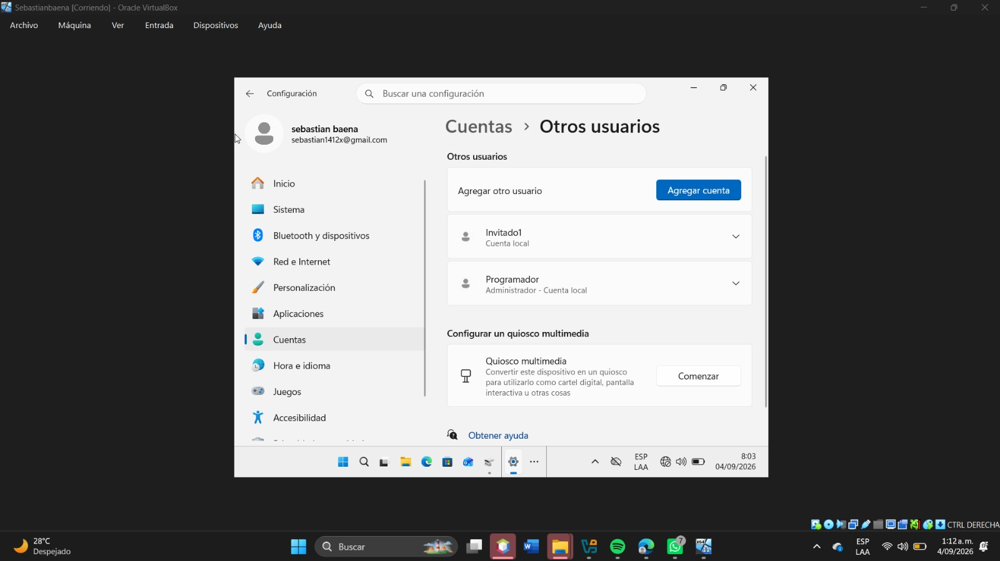 Sebastianbaena [Corriendo] - Oracle VirtualBox
Archivo Máquina Ver Entrada Dispositivos Ayuda
Configuración
Buscar una configuración
sebastian baena
sebastian1412x@gmail.com
Inicio
Sistema
Bluetooth y dispositivos
Red e Internet
Personalización
Aplicaciones
Cuentas
Hora e idioma
Juegos
Accesibilidad
Cuentas > Otros usuarios
Otros usuarios
Agregar otro usuario
Agregar cuenta
Invitado1
Cuenta local
Programador
Administrador - Cuenta local
Configurar un quiosco multimedia
Quiosco multimedia
Convertir este dispositivo en un quiosco
para utilizarlo como cartel digital, pantalla
interactiva u otras cosas
Comenzar
Obtener ayuda
ESP
LAA
8:03
04/09/2026
CTRL DERECHA
28°C
Despejado
Buscar
7
ESP
LAA
1:12 a. m.
4/09/2026